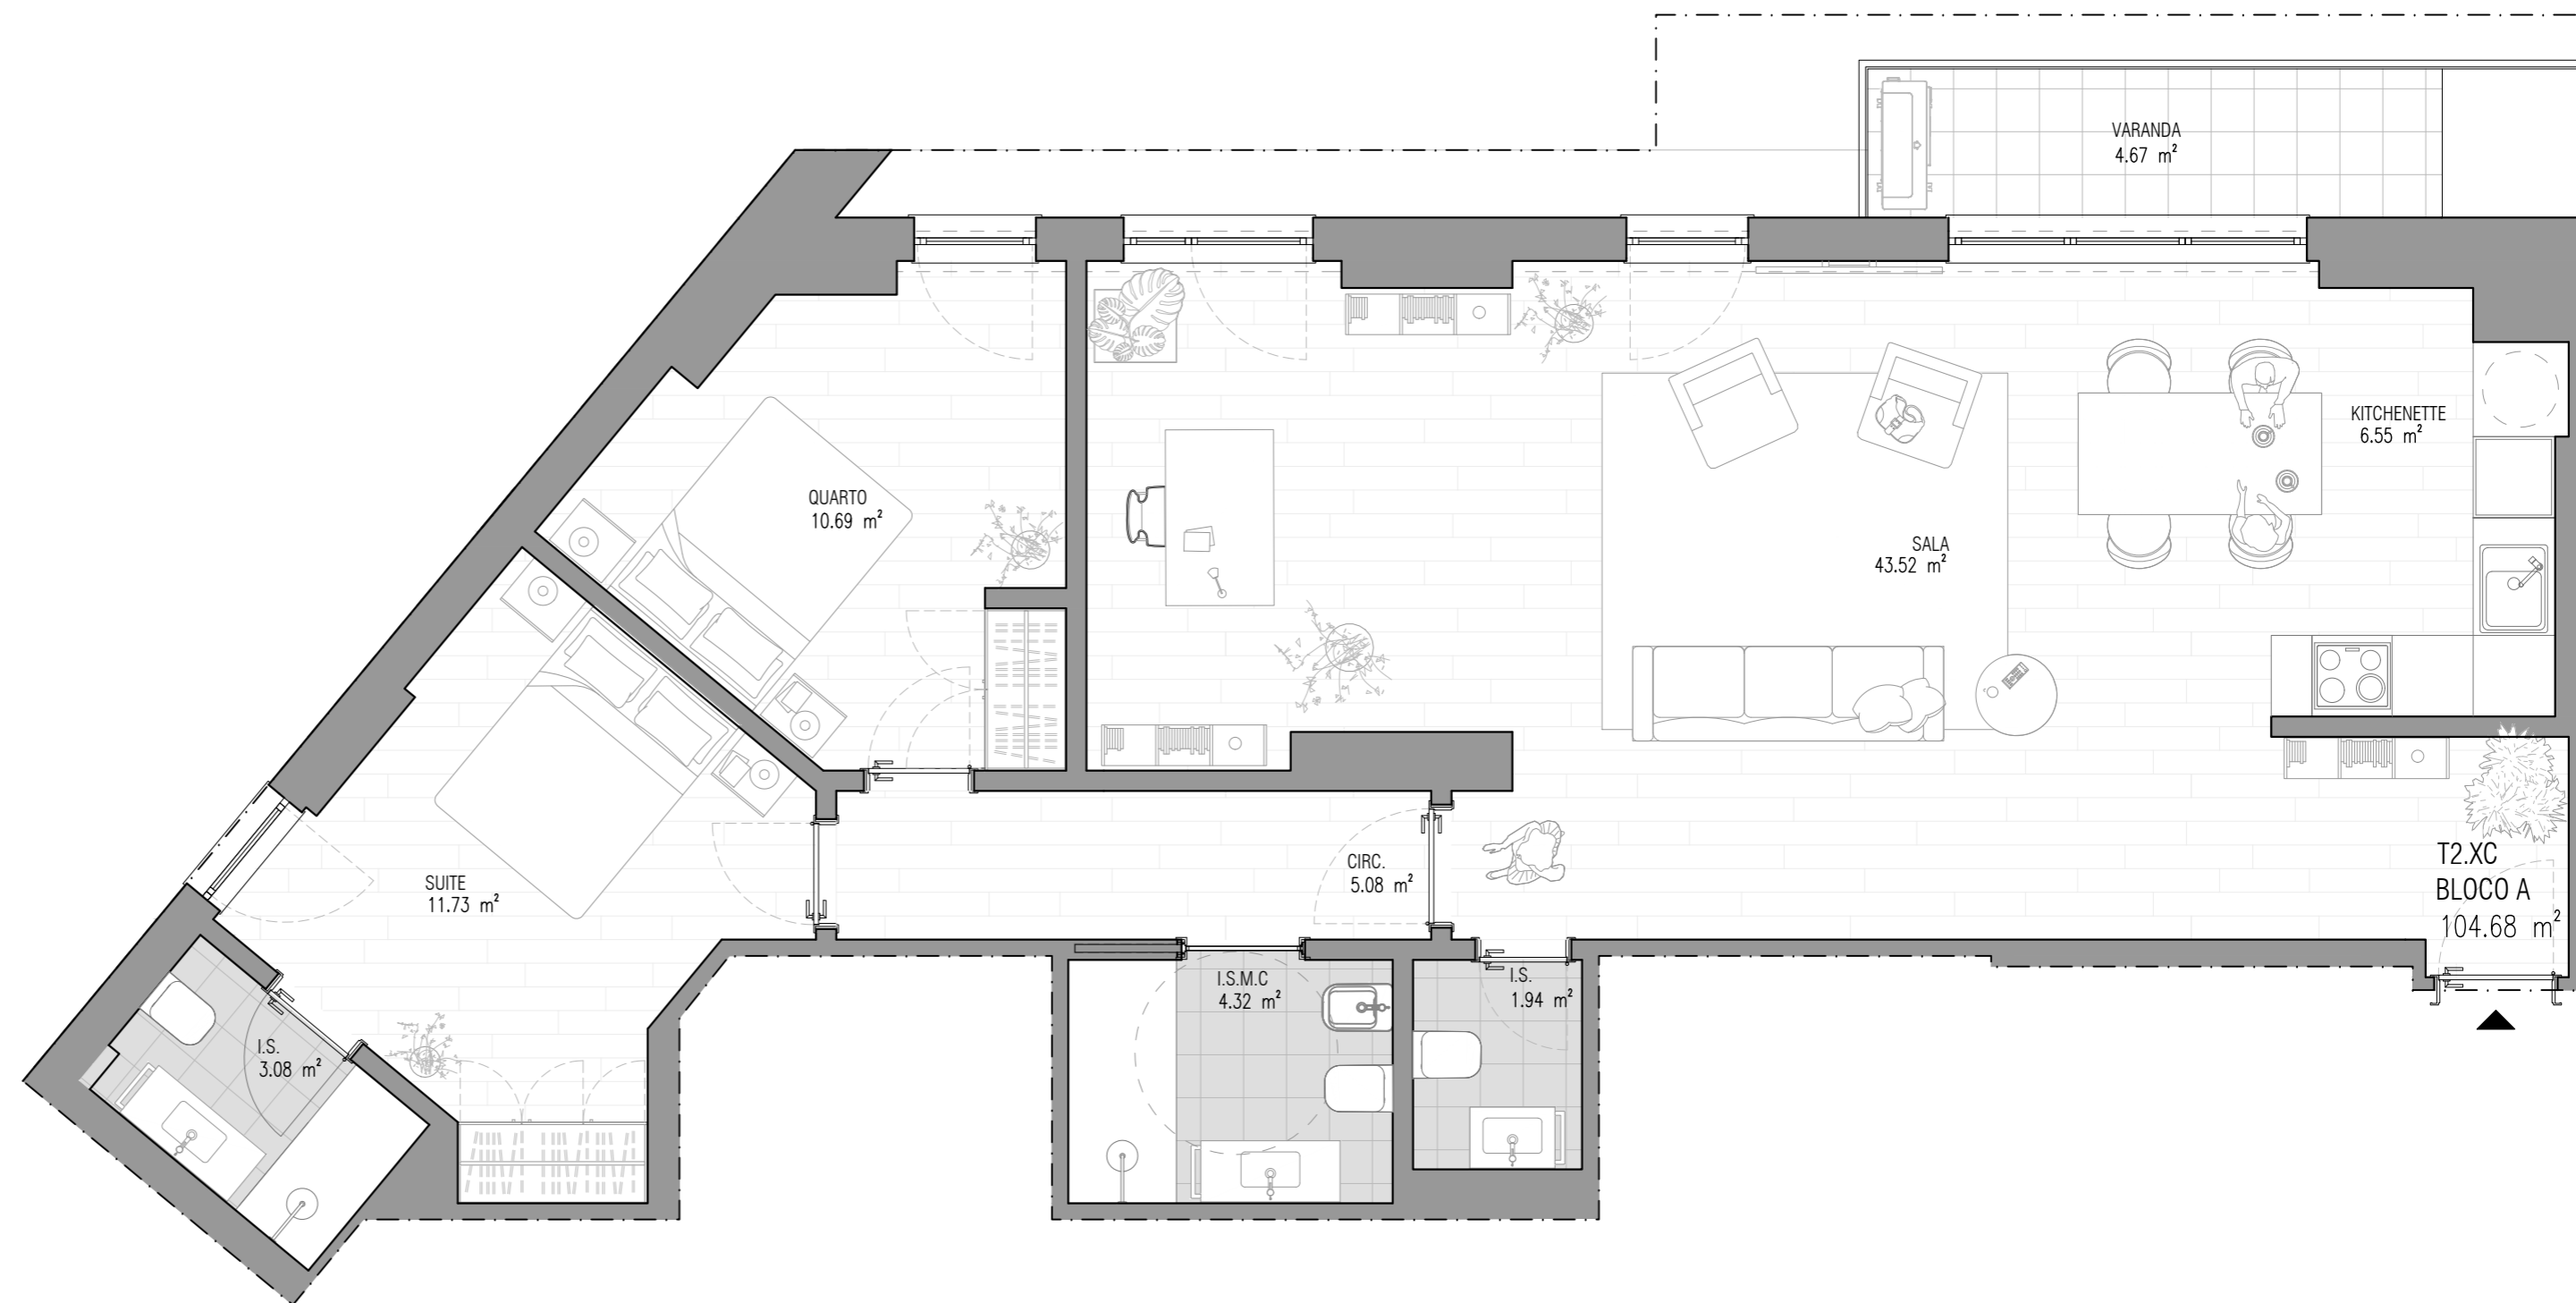 VARANDA
4.67 m²
KITCHENETTE
6.55 m²
QUARTO
10.69 m²
SALA
43.52 m²
T2.XC
BLOCO A
104.68 m²
CIRC.
5.08 m²
SUITE
11.73 m²
I.S.M.C
4.32 m²
I.S.
1.94 m²
I.S.
3.08 m²